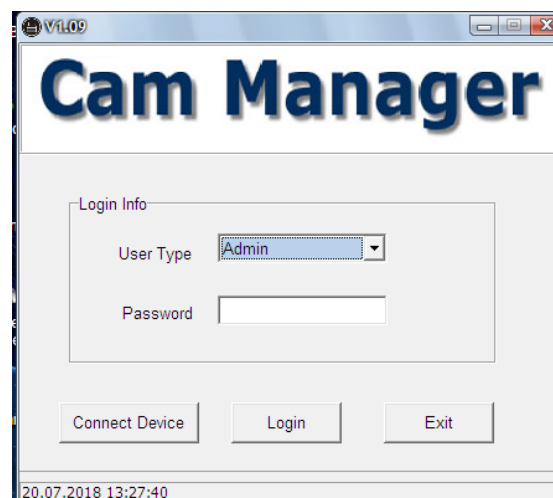 V1.09
Cam Manager
Login Info
User Type Admin
Password
Connect Device Login Exit
20.07.2018 13:27:40